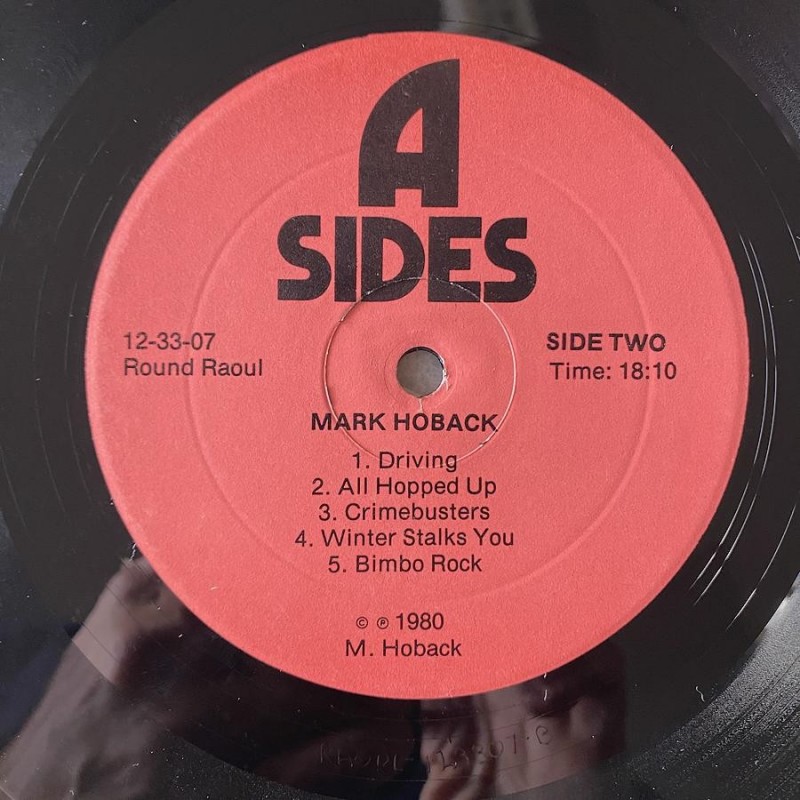 A
SIDES
12-33-07
Round Raoul
SIDE TWO
Time: 18:10
MARK HOBACK
1. Driving
2. All Hopped Up
3. Crimebusters
4. Winter Stalks You
5. Bimbo Rock
© ℗ 1980
M. Hoback